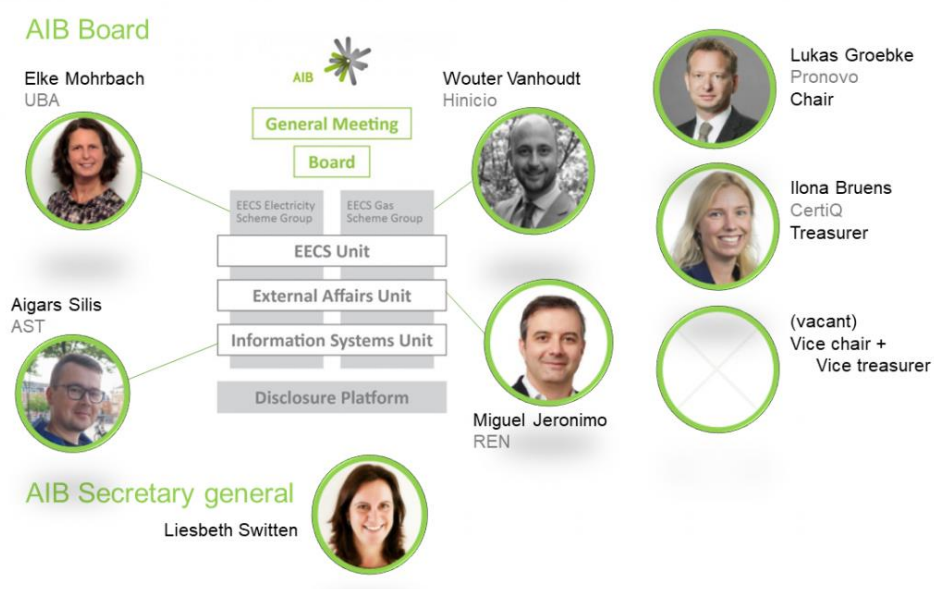 AIB Board
Elke Mohrbach
UBA
AIB
General Meeting
Board
Wouter Vanhoudt
Hinicio
Lukas Groebke
Pronovo
Chair
EECS Electricity
Scheme Group
EECS Gas
Scheme Group
EECS Unit
External Affairs Unit
Information Systems Unit
Disclosure Platform
Ilona Bruens
CertiQ
Treasurer
Aigars Silis
AST
(vacant)
Vice chair +
Vice treasurer
Miguel Jeronimo
REN
AIB Secretary general
Liesbeth Switten